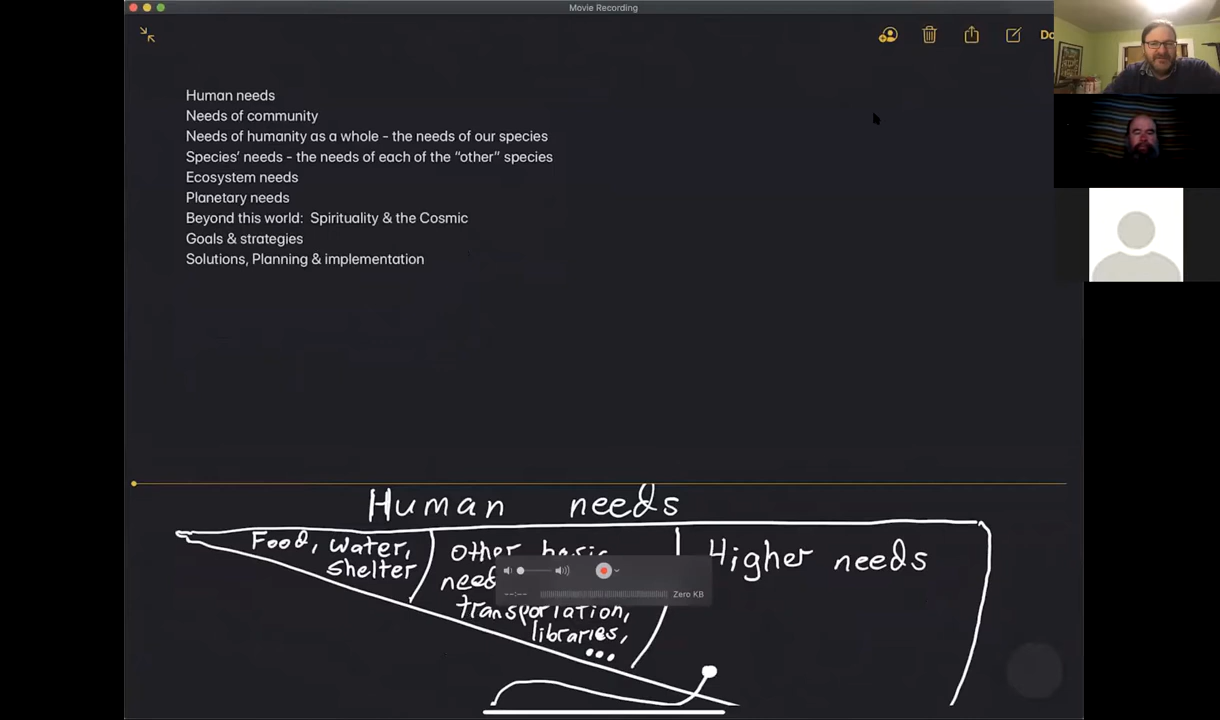 Movie Recording
Do
Human needs
Needs of community
Needs of humanity as a whole - the needs of our species
Species' needs - the needs of each of the “other” species
Ecosystem needs
Planetary needs
Beyond this world:  Spirituality & the Cosmic
Goals & strategies
Solutions, Planning & implementation
Human needs
Food, water,
shelter
other basic
need
transportation,
libraries,
...
Higher needs
--:--
Zero KB